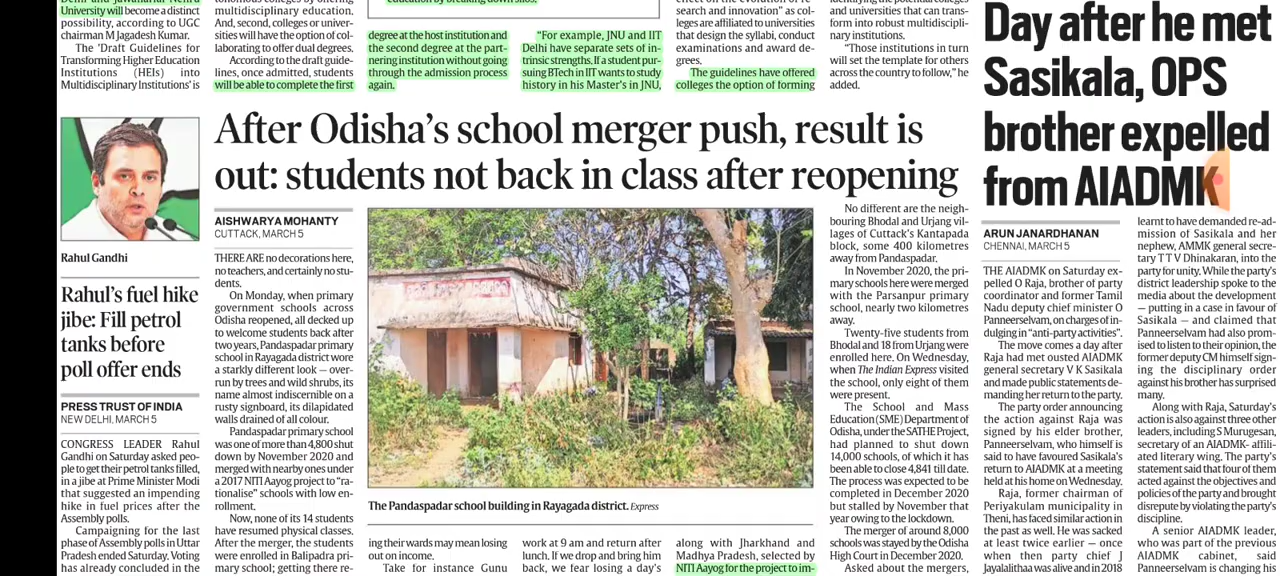 Delhi and Jawaharlal Nehru
University will become a distinct
possibility, according to UGC
chairman M Jagadesh Kumar.
The 'Draft Guidelines for
Transforming Higher Education
Institutions (HEIs) into
Multidisciplinary Institutions' is
multidisciplinary education.
And, second, colleges or univer-
sities will have the option of col-
laborating to offer dual degrees.
According to the draft guide-
lines, once admitted, students
will be able to complete the first
education by breaking down silos."
degree at the host institution and
the second degree at the part-
nering institution without going
through the admission process
again.
"For example, JNU and IIT
Delhi have separate sets of in-
trinsic strengths. If a student pur-
suing BTech in IIT wants to study
history in his Master's in JNU,
search and innovation" as col-
leges are affiliated to universities
that design the syllabi, conduct
examinations and award de-
grees.
The guidelines have offered
colleges the option of forming
and universities that can trans-
form into robust multidiscipli-
nary institutions.
"Those institutions in turn
will set the template for others
across the country to follow," he
added.
Rahul Gandhi
Rahul's fuel hike
jibe: Fill petrol
tanks before
poll offer ends
PRESS TRUST OF INDIA
NEW DELHI, MARCH 5
CONGRESS LEADER Rahul
Gandhi on Saturday asked peo-
ple to get their petrol tanks filled,
in a jibe at Prime Minister Modi
that suggested an impending
hike in fuel prices after the
Assembly polls.
Campaigning for the last
phase of Assembly polls in Uttar
Pradesh ended Saturday. Voting
has already concluded in the
After Odisha's school merger push, result is
out: students not back in class after reopening
AISHWARYA MOHANTY
CUTTACK, MARCH 5
THERE ARE no decorations here,
no teachers, and certainly no stu-
dents.
On Monday, when primary
government schools across
Odisha reopened, all decked up
to welcome students back after
two years, Pandaspadar primary
school in Rayagada district wore
a starkly different look — over-
run by trees and wild shrubs, its
name almost indiscernible on a
rusty signboard, its dilapidated
walls drained of all colour.
Pandaspadar primary school
was one of more than 4,800 shut
down by November 2020 and
merged with nearby ones under
a 2017 NITI Aayog project to "ra-
tionalise" schools with low en-
rollment.
Now, none of its 14 students
have resumed physical classes.
After the merger, the students
were enrolled in Balipadra pri-
mary school; getting there re-
The Pandaspadar school building in Rayagada district. Express
ing their wards may mean losing
out on income.
Take for instance Gunu
work at 9 am and return after
lunch. If we drop and bring him
back, we fear losing a day's
along with Jharkhand and
Madhya Pradesh, selected by
NITI Aayog for the project to im-
No different are the neigh-
bouring Bhodal and Urjang vil-
lages of Cuttack's Kantapada
block, some 400 kilometres
away from Pandaspadar.
In November 2020, the pri-
mary schools here were merged
with the Parsanpur primary
school, nearly two kilometres
away.
Twenty-five students from
Bhodal and 18 from Urjang were
enrolled here. On Wednesday,
when The Indian Express visited
the school, only eight of them
were present.
The School and Mass
Education (SME) Department of
Odisha, under the SATHE Project,
had planned to shut down
14,000 schools, of which it has
been able to close 4,841 till date.
The process was expected to be
completed in December 2020
but stalled by November that
year owing to the lockdown.
The merger of around 8,000
schools was stayed by the Odisha
High Court in December 2020.
Asked about the mergers,
Day after he met
Sasikala, OPS
brother expelled
from AIADMK
ARUN JANARDHANAN
CHENNAI, MARCH 5
THE AIADMK on Saturday ex-
pelled O Raja, brother of party
coordinator and former Tamil
Nadu deputy chief minister O
Panneerselvam, on charges of in-
dulging in "anti-party activities".
The move comes a day after
Raja had met ousted AIADMK
general secretary V K Sasikala
and made public statements de-
manding her return to the party.
The party order announcing
the action against Raja was
signed by his elder brother,
Panneerselvam, who himself is
said to have favoured Sasikala's
return to AIADMK at a meeting
held at his home on Wednesday.
Raja, former chairman of
Periyakulam municipality in
Theni, has faced similar action in
the past as well. He was sacked
at least twice earlier — once
when then party chief J
Jayalalithaa was alive and in 2018
learnt to have demanded re-ad-
mission of Sasikala and her
nephew, AMMK general secre-
tary T T V Dhinakaran, into the
party for unity. While the party's
district leadership spoke to the
media about the development
— putting in a case in favour of
Sasikala — and claimed that
Panneerselvam had also prom-
ised to listen to their opinion, the
former deputy CM himself sign-
ing the disciplinary order
against his brother has surprised
many.
Along with Raja, Saturday's
action is also against three other
leaders, including S Murugesan,
secretary of an AIADMK- affili-
ated literary wing. The party's
statement said that four of them
acted against the objectives and
policies of the party and brought
disrepute by violating the party's
discipline.
A senior AIADMK leader,
who was part of the previous
AIADMK cabinet, said
Panneerselvam is changing his